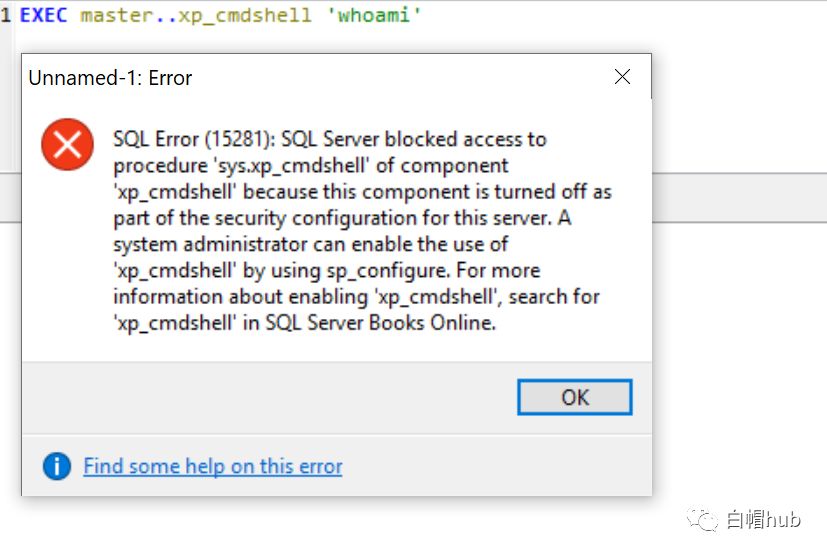 1 EXEC master..xp_cmdshell 'whoami'
Unnamed-1: Error
SQL Error (15281): SQL Server blocked access to
procedure 'sys.xp_cmdshell' of component
'xp_cmdshell' because this component is turned off as
part of the security configuration for this server. A
system administrator can enable the use of
'xp_cmdshell' by using sp_configure. For more
information about enabling 'xp_cmdshell', search for
'xp_cmdshell' in SQL Server Books Online.
OK
Find some help on this error
白帽hub